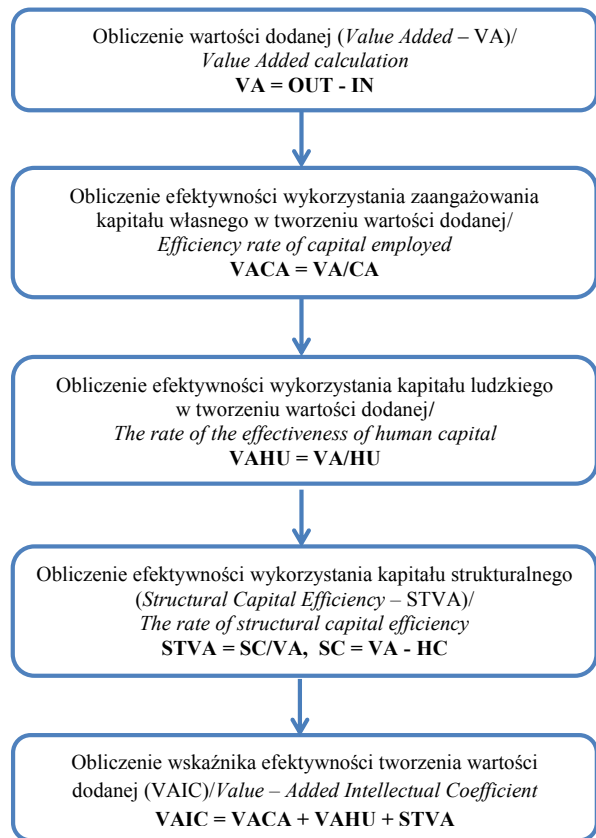 Obliczenie wartości dodanej (Value Added – VA)/
Value Added calculation
VA = OUT - IN
Obliczenie efektywności wykorzystania zaangażowania
kapitału własnego w tworzeniu wartości dodanej/
Efficiency rate of capital employed
VACA = VA/CA
Obliczenie efektywności wykorzystania kapitału ludzkiego
w tworzeniu wartości dodanej/
The rate of the effectiveness of human capital
VAHU = VA/HU
Obliczenie efektywności wykorzystania kapitału strukturalnego
(Structural Capital Efficiency – STVA)/
The rate of structural capital efficiency
STVA = SC/VA, SC = VA - HC
Obliczenie wskaźnika efektywności tworzenia wartości
dodanej (VAIC)/Value – Added Intellectual Coefficient
VAIC = VACA + VAHU + STVA